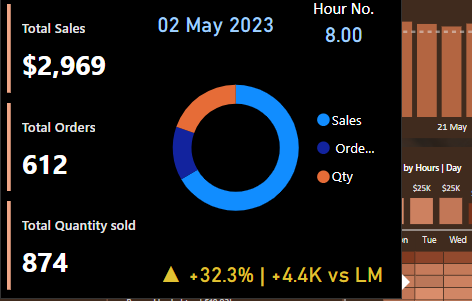 Total Sales
$2,969
02 May 2023
Hour No.
8.00
Total Orders
612
Sales
Orde...
Qty
Total Quantity sold
874
▲ +32.3% | +4.4K vs LM
21 May
by Hours | Day
$25K $25K
Tue Wed